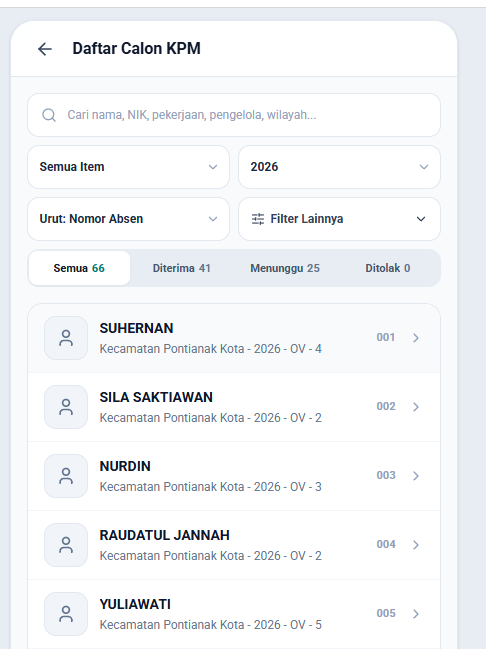 Daftar Calon KPM
Cari nama, NIK, pekerjaan, pengelola, wilayah...
Semua Item
2026
Urut: Nomor Absen
Filter Lainnya
Semua 66
Diterima 41
Menunggu 25
Ditolak 0
SUHERNAN
Kecamatan Pontianak Kota - 2026 - OV - 4
001
SILA SAKTIAWAN
Kecamatan Pontianak Kota - 2026 - OV - 2
002
NURDIN
Kecamatan Pontianak Kota - 2026 - OV - 3
003
RAUDATUL JANNAH
Kecamatan Pontianak Kota - 2026 - OV - 2
004
YULIAWATI
Kecamatan Pontianak Kota - 2026 - OV - 5
005